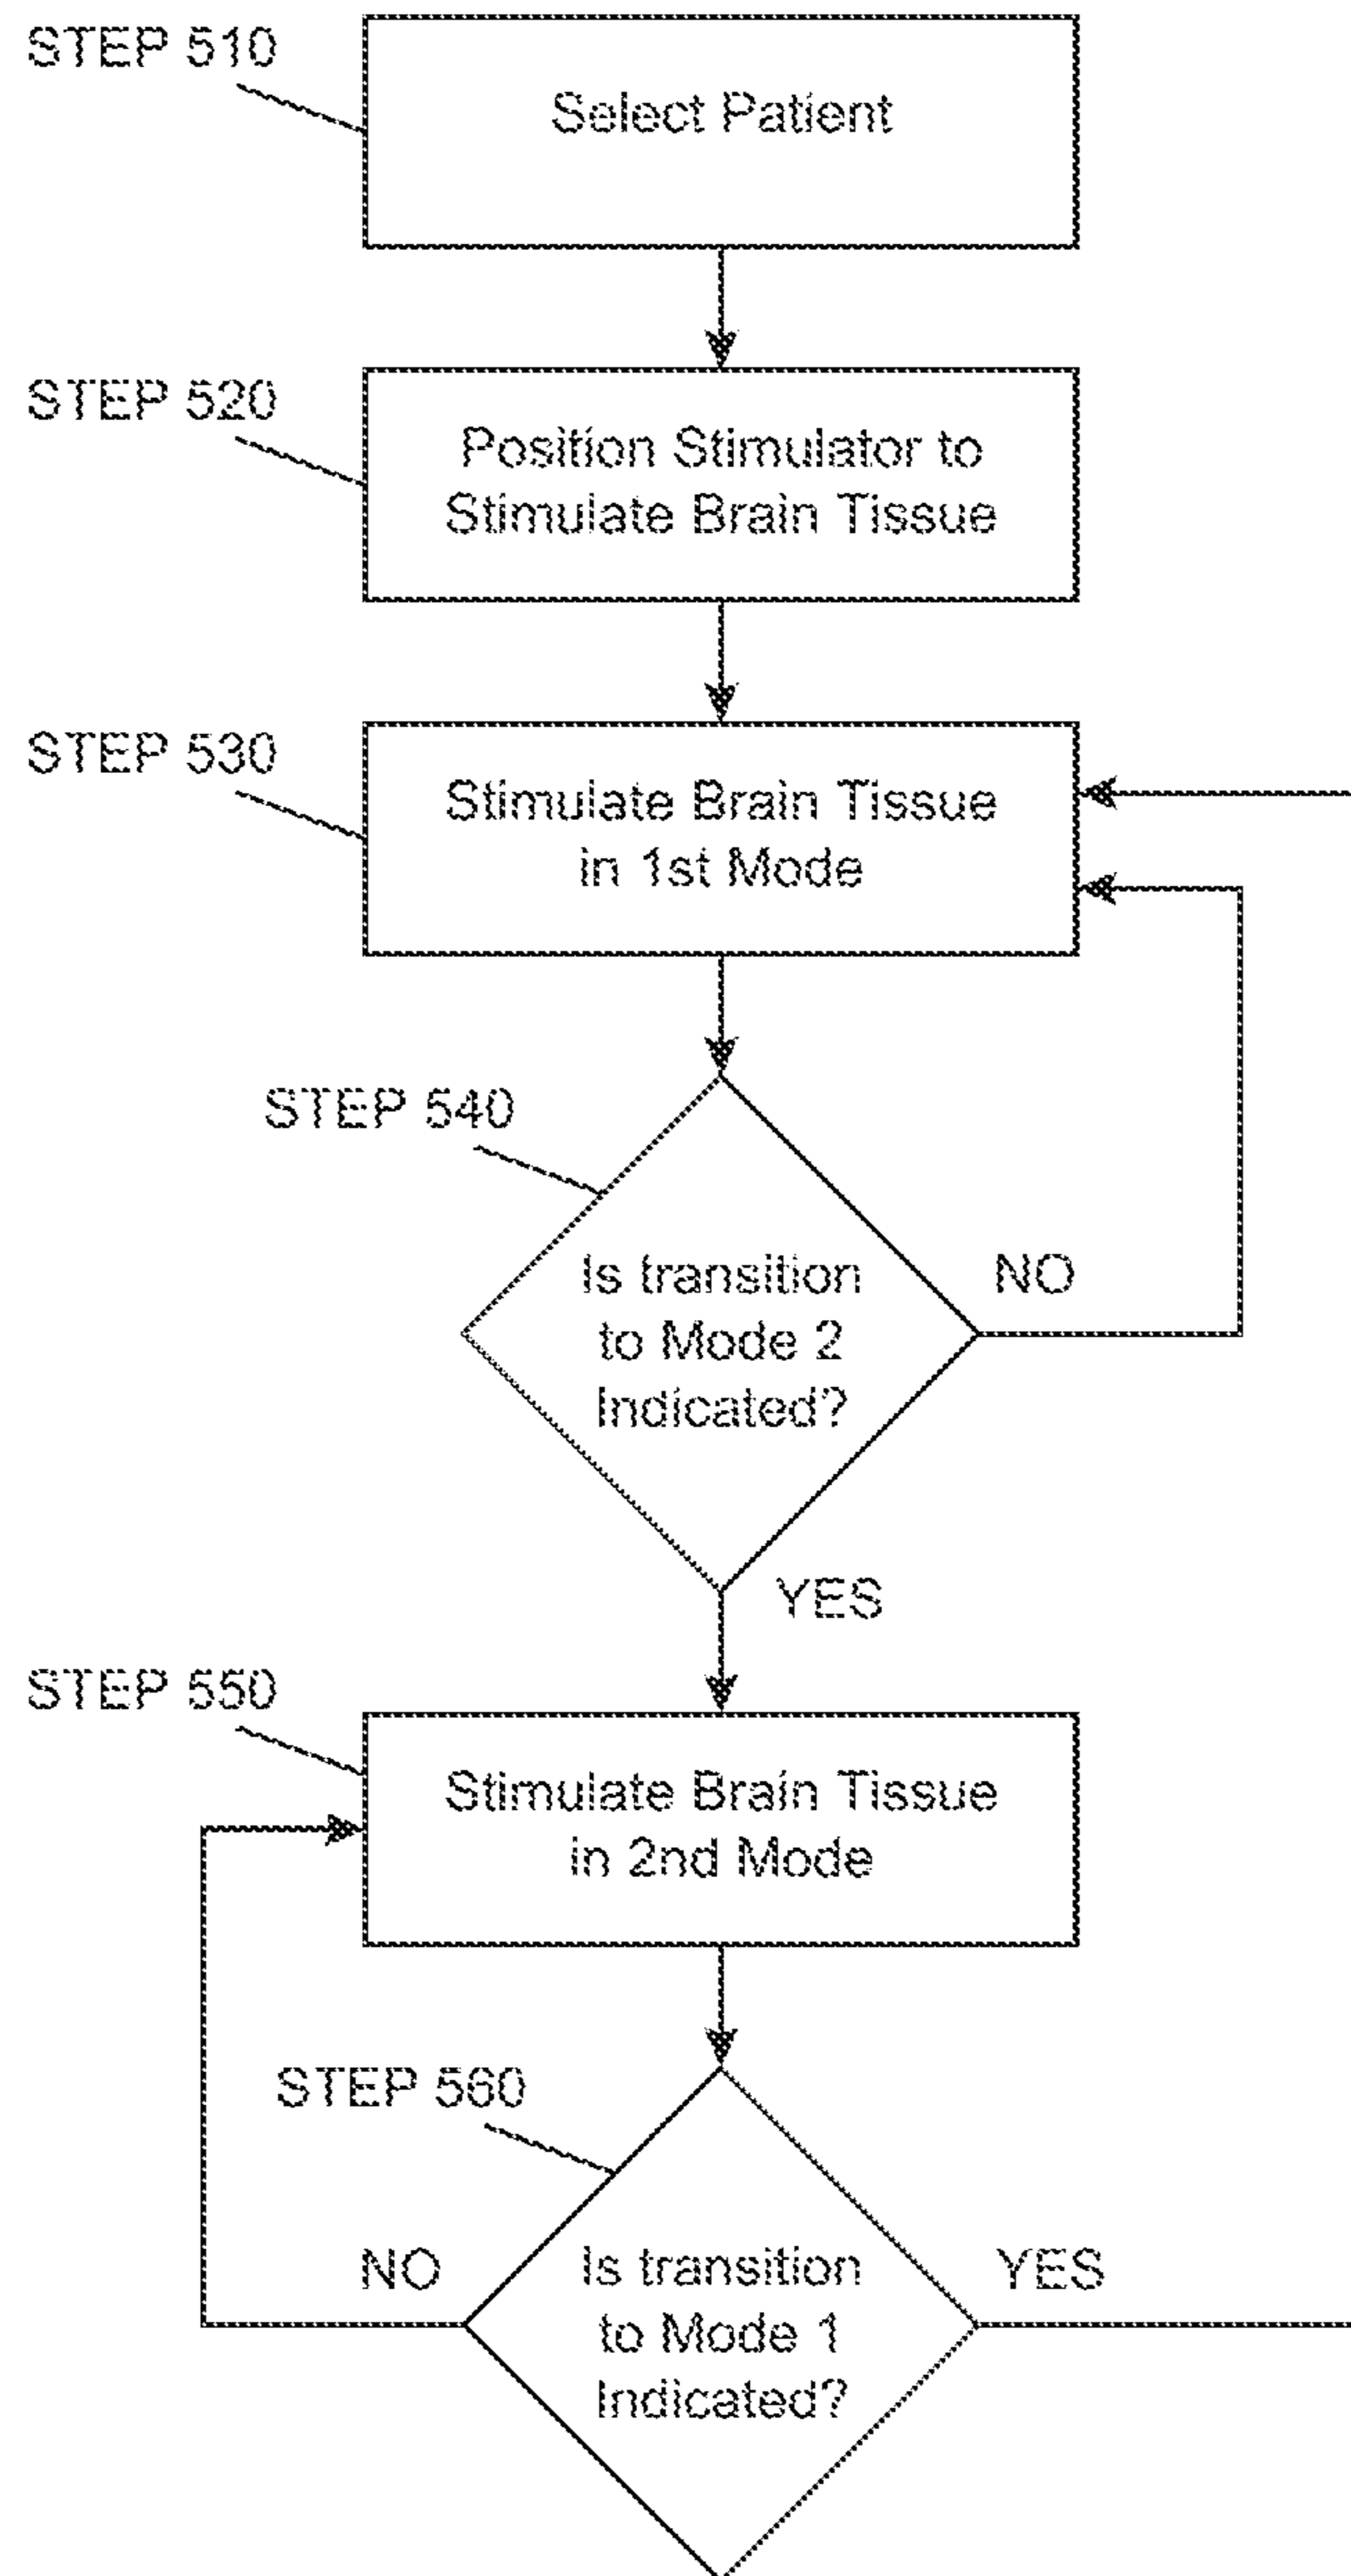 STEP 510
Select Patient
STEP 520
Position Stimulator to
Stimulate Brain Tissue
STEP 530
Stimulate Brain Tissue
in 1st Mode
STEP 540
Is transition
to Mode 2
Indicated?
NO
YES
STEP 550
Stimulate Brain Tissue
in 2nd Mode
STEP 560
NO
Is transition
to Mode 1
Indicated?
YES